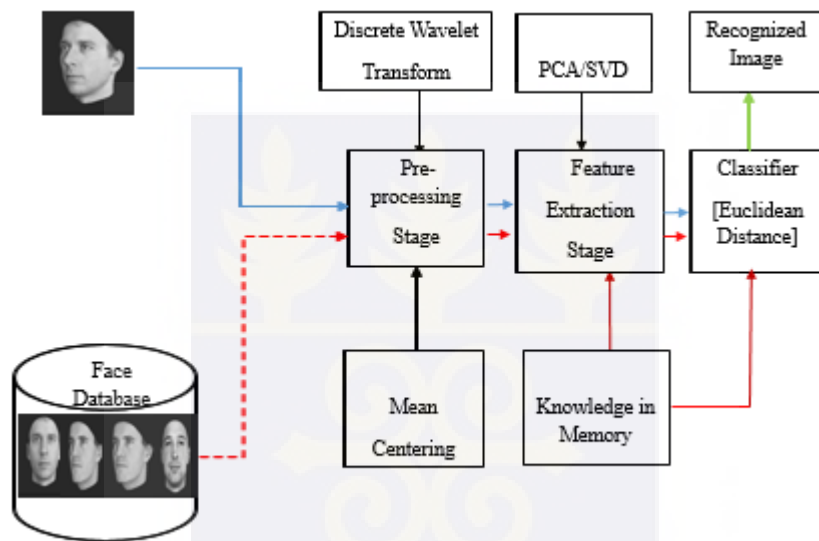 Discrete Wavelet
Transform
PCA/SVD
Recognized
Image
Pre-
processing
Stage
Feature
Extraction
Stage
Classifier
[Euclidean
Distance]
Face
Database
Mean
Centering
Knowledge in
Memory